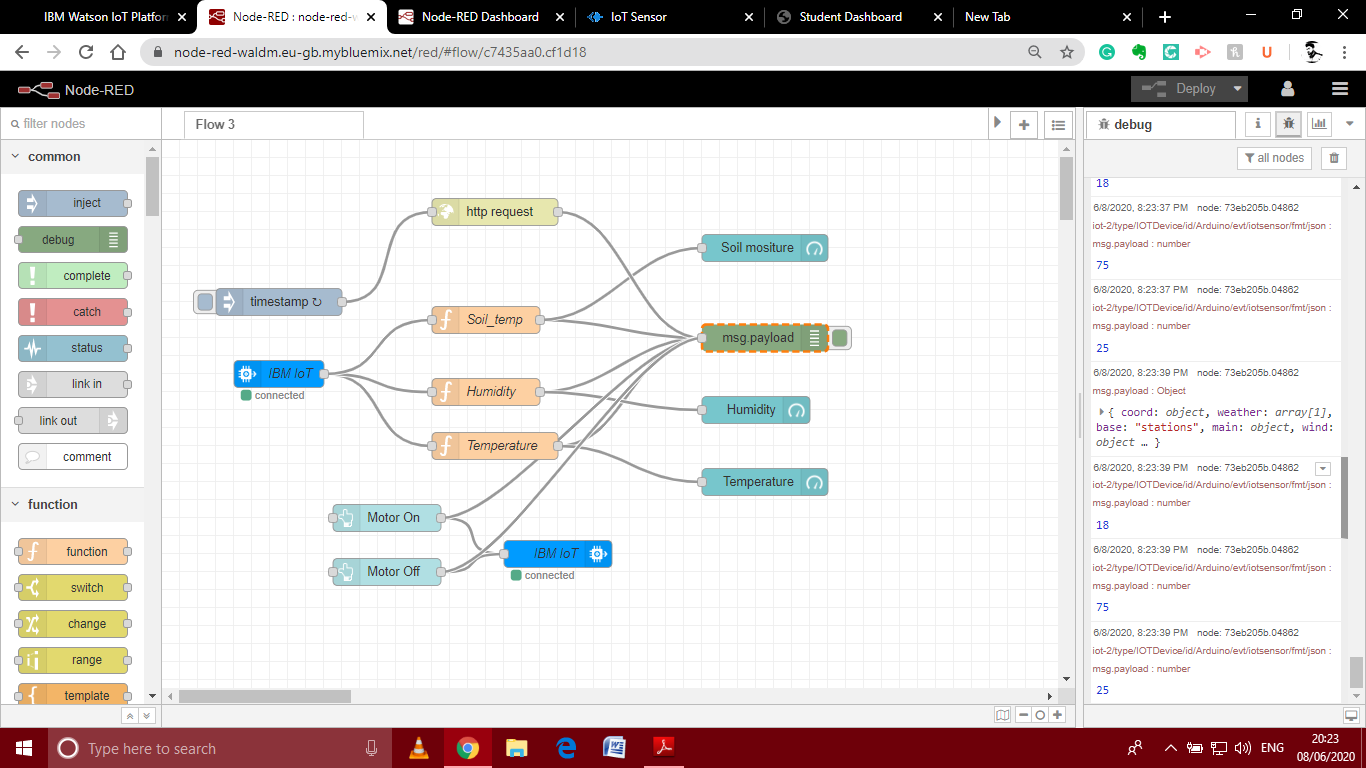 IBM Watson IoT Platforn
Node-RED : node-red-w
Node-RED Dashboard
IoT Sensor
Student Dashboard
New Tab
node-red-waldm.eu-gb.mybluemix.net/red/#flow/c7435aa0.cf1d18
Node-RED
Deploy
filter nodes
Flow 3
debug
i
all nodes
common
inject
debug
complete
catch
status
link in
link out
comment
function
function
switch
change
range
template
http request
timestamp ↻
Soil_temp
IBM IoT
connected
Humidity
Temperature
Motor On
Motor Off
IBM IoT
connected
Soil mositure
msg.payload
Humidity
Temperature
18
6/8/2020, 8:23:37 PM node: 73eb205b.04862
iot-2/type/IOTDevice/id/Arduino/evt/iotsensor/fmt/json :
msg.payload : number
75
6/8/2020, 8:23:37 PM node: 73eb205b.04862
iot-2/type/IOTDevice/id/Arduino/evt/iotsensor/fmt/json :
msg.payload : number
25
6/8/2020, 8:23:39 PM node: 73eb205b.04862
msg.payload : Object
{ coord: object, weather: array[1],
base: "stations", main: object, wind:
object … }
6/8/2020, 8:23:39 PM node: 73eb205b.04862
iot-2/type/IOTDevice/id/Arduino/evt/iotsensor/fmt/json :
msg.payload : number
18
6/8/2020, 8:23:39 PM node: 73eb205b.04862
iot-2/type/IOTDevice/id/Arduino/evt/iotsensor/fmt/json :
msg.payload : number
75
6/8/2020, 8:23:39 PM node: 73eb205b.04862
iot-2/type/IOTDevice/id/Arduino/evt/iotsensor/fmt/json :
msg.payload : number
25
Type here to search
ENG
20:23
08/06/2020